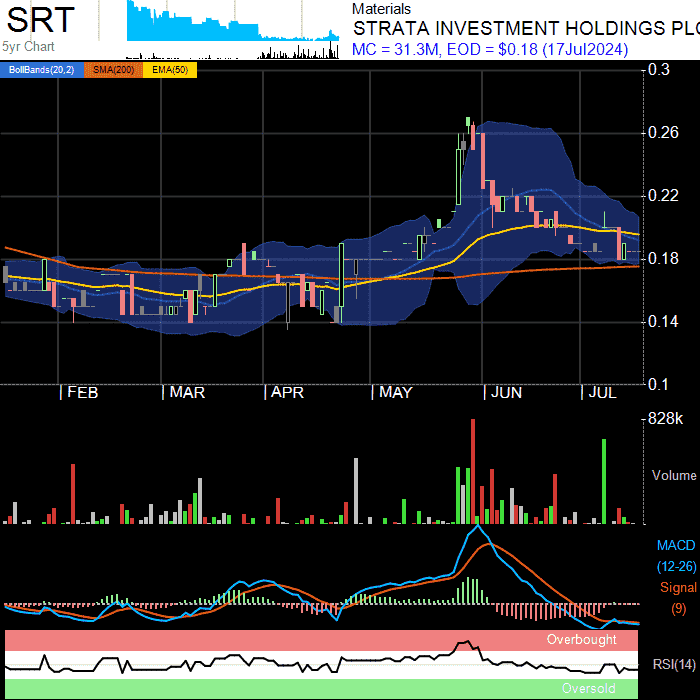 SRT
5yr Chart
Materials
STRATA INVESTMENT HOLDINGS PLC
MC = 31.3M, EOD = $0.18 (17Jul2024)
BollBands(20,2) SMA(200) EMA(50)
0.3
0.26
0.22
0.18
0.14
0.1
FEB MAR APR MAY JUN JUL
828k
Volume
MACD
(12-26)
Signal
(9)
Overbought
RSI(14)
Oversold